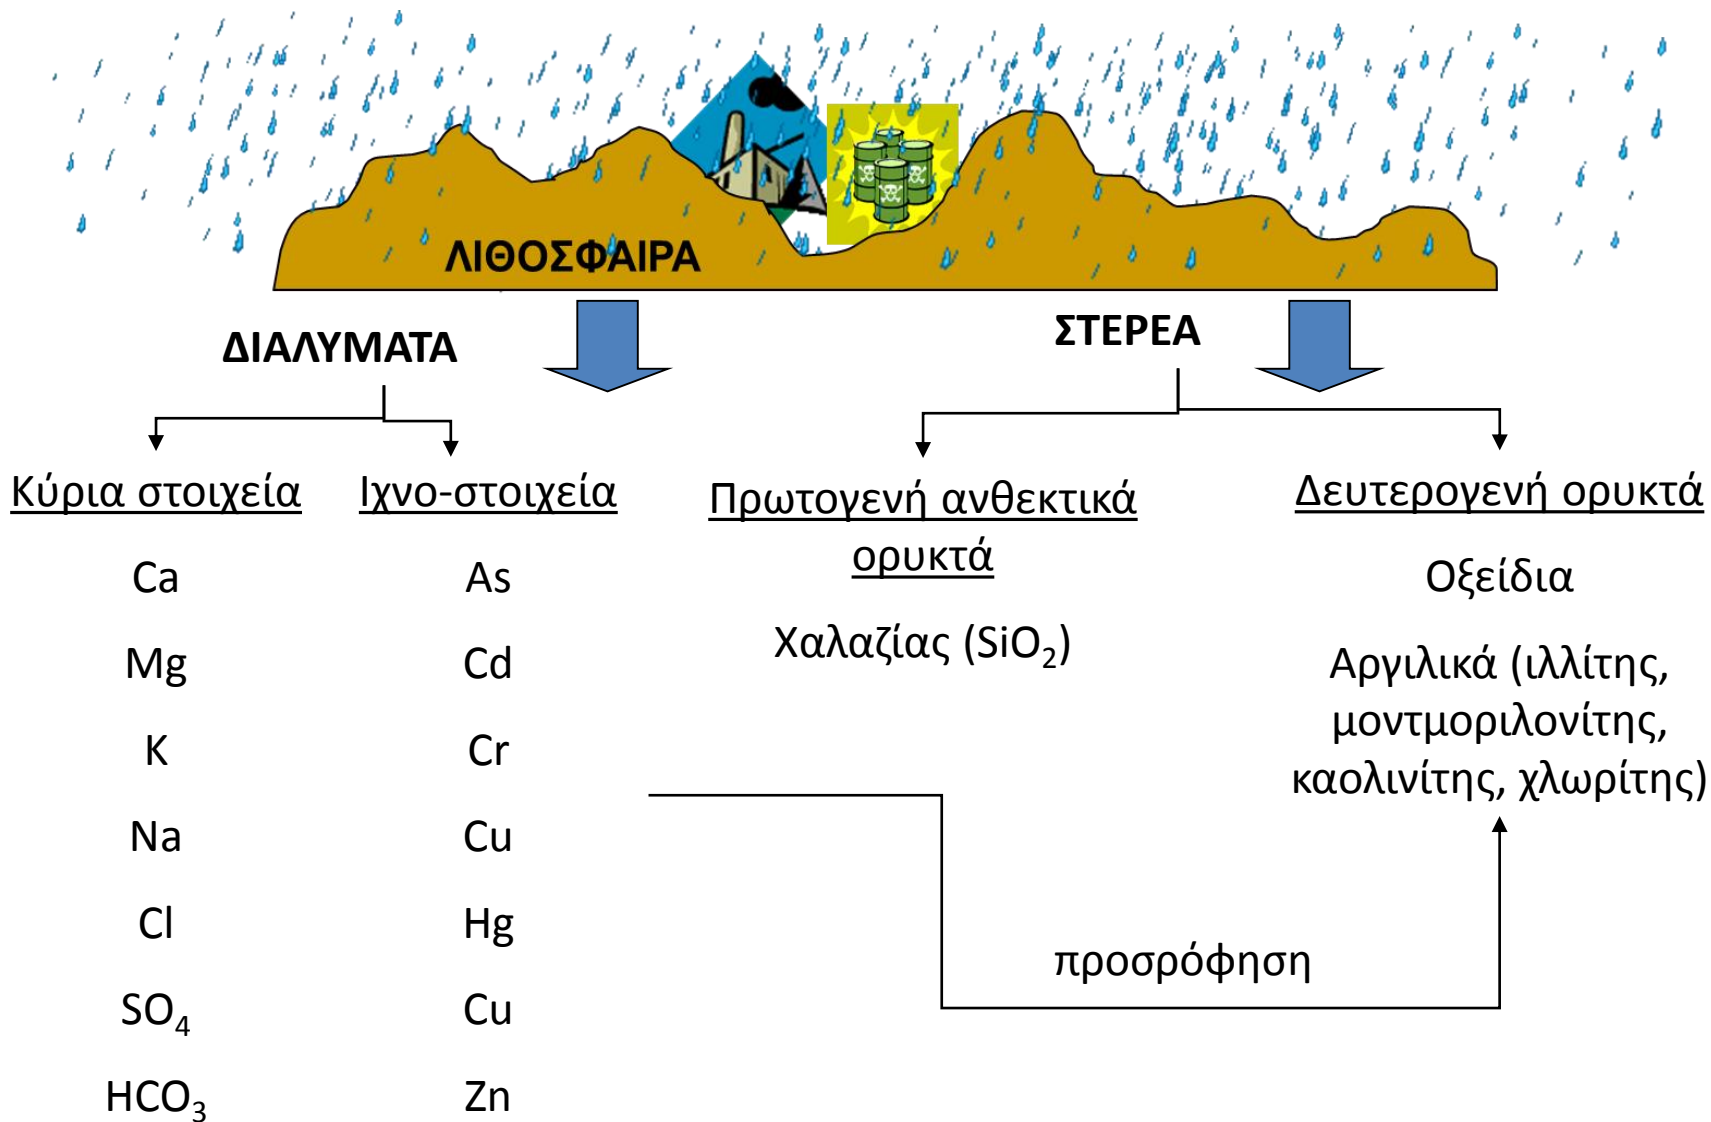 ΛΙΘΟΣΦΑΙΡΑ
ΔΙΑΛΥΜΑΤΑ
ΣΤΕΡΕΑ
Κύρια στοιχεία
Ca
Mg
K
Na
Cl
SO₄
HCO₃
Ιχνο-στοιχεία
As
Cd
Cr
Cu
Hg
Cu
Zn
Πρωτογενή ανθεκτικά
ορυκτά
Χαλαζίας (SiO₂)
Δευτερογενή ορυκτά
Οξείδια
Αργιλικά (ιλλίτης,
μοντμοριλονίτης,
καολινίτης, χλωρίτης)
προσρόφηση